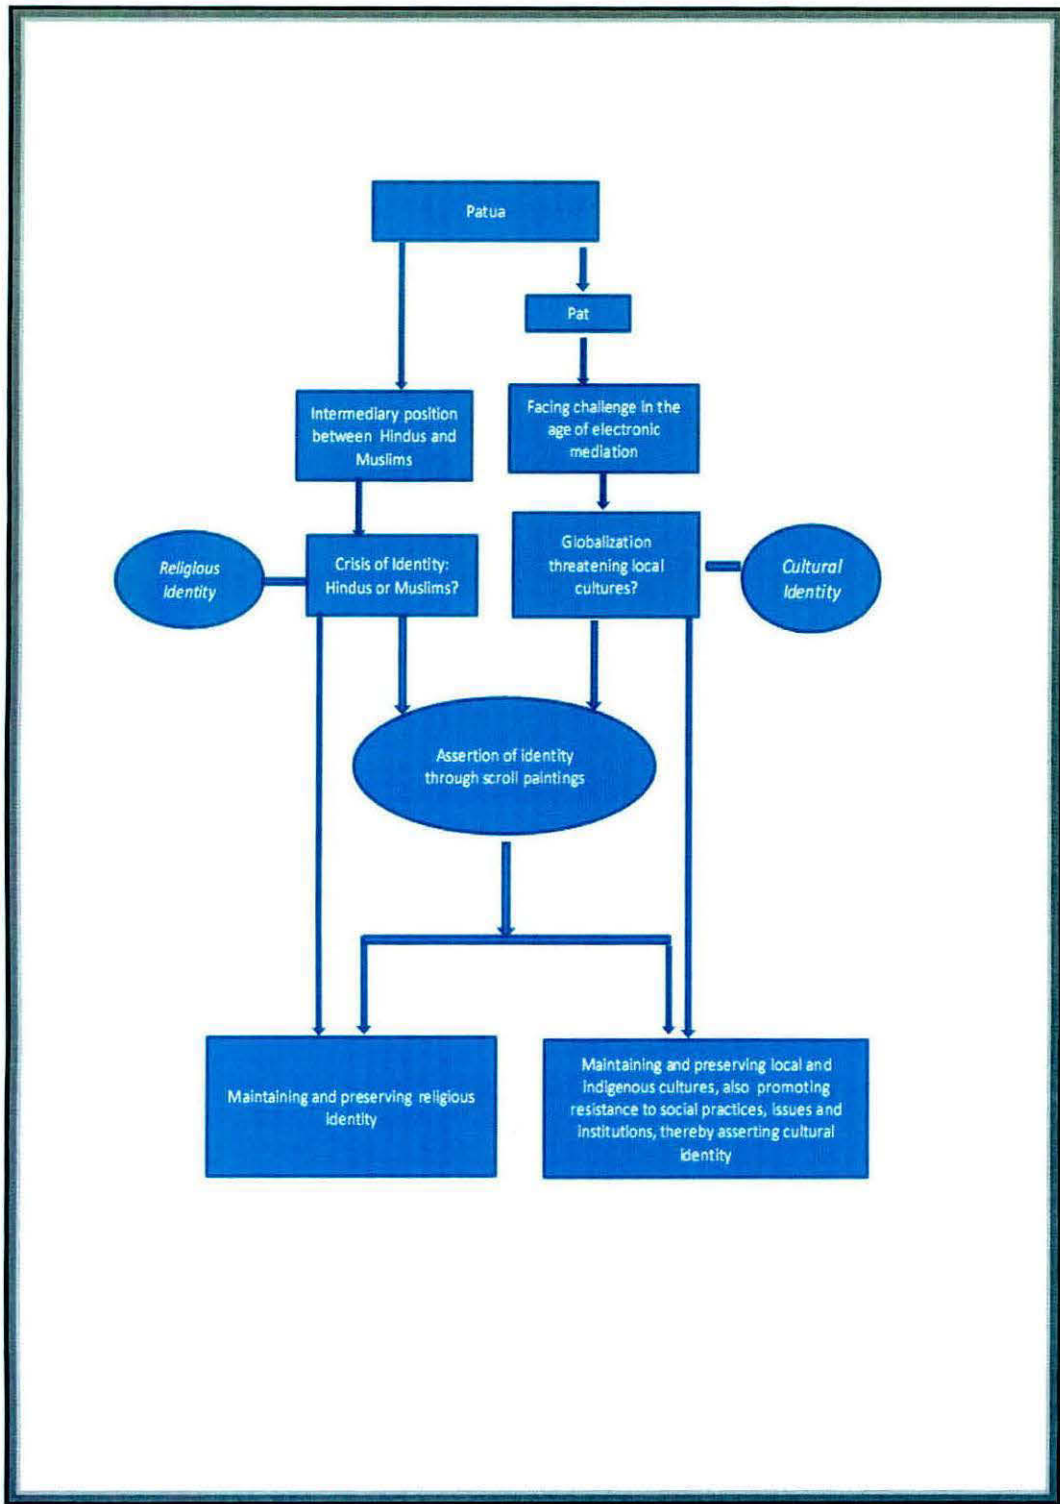 Patua
Pat
Intermediary position
between Hindus and
Muslims
Facing challenge in the
age of electronic
mediation
Religious
Identity
Crisis of Identity:
Hindus or Muslims?
Globalization
threatening local
cultures?
Cultural
Identity
Assertion of identity
through scroll paintings
Maintaining and preserving religious
identity
Maintaining and preserving local and
indigenous cultures, also promoting
resistance to social practices, issues and
institutions, thereby asserting cultural
identity